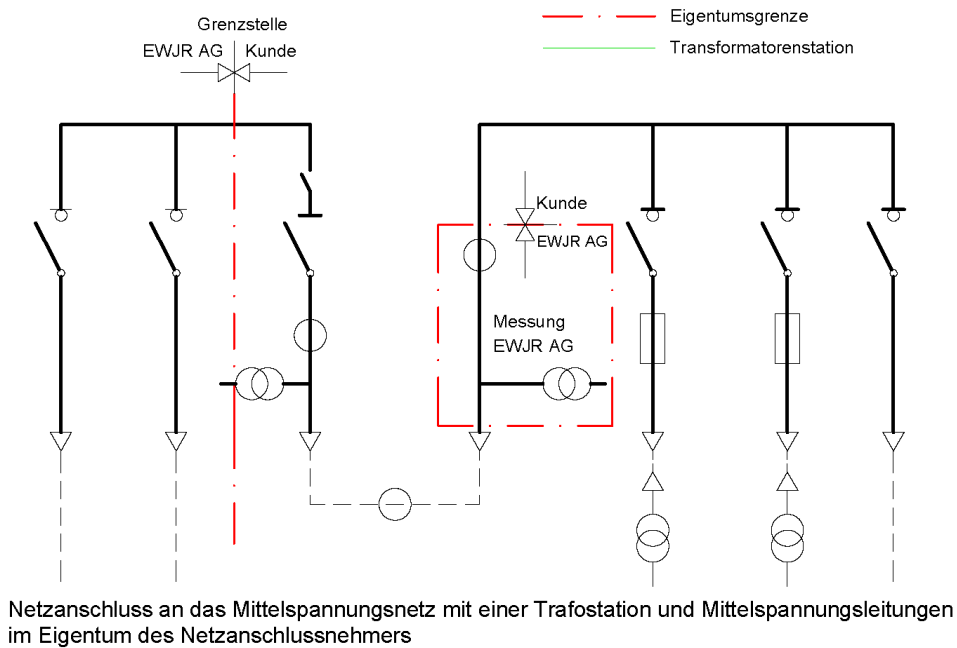 Grenzstelle
EWJR AG Kunde
Eigentumsgrenze
Transformatorenstation
Kunde
EWJR AG
Messung
EWJR AG
Netzanschluss an das Mittelspannungsnetz mit einer Trafostation und Mittelspannungsleitungen
im Eigentum des Netzanschlussnehmers